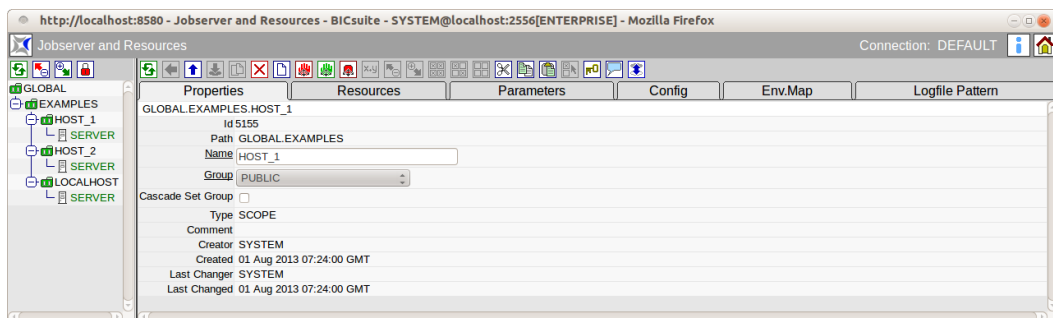 http://localhost:8580 - Jobserver and Resources - BICsuite - SYSTEM@localhost:2556[ENTERPRISE] - Mozilla Firefox
Jobserver and Resources
Connection: DEFAULT
GLOBAL
EXAMPLES
HOST_1
SERVER
HOST_2
SERVER
LOCALHOST
SERVER
x-y
Properties Resources Parameters Config Env.Map Logfile Pattern
GLOBAL.EXAMPLES.HOST_1
Id 5155
Path GLOBAL.EXAMPLES
Name HOST_1
Group PUBLIC
Cascade Set Group
Type SCOPE
Comment
Creator SYSTEM
Created 01 Aug 2013 07:24:00 GMT
Last Changer SYSTEM
Last Changed 01 Aug 2013 07:24:00 GMT